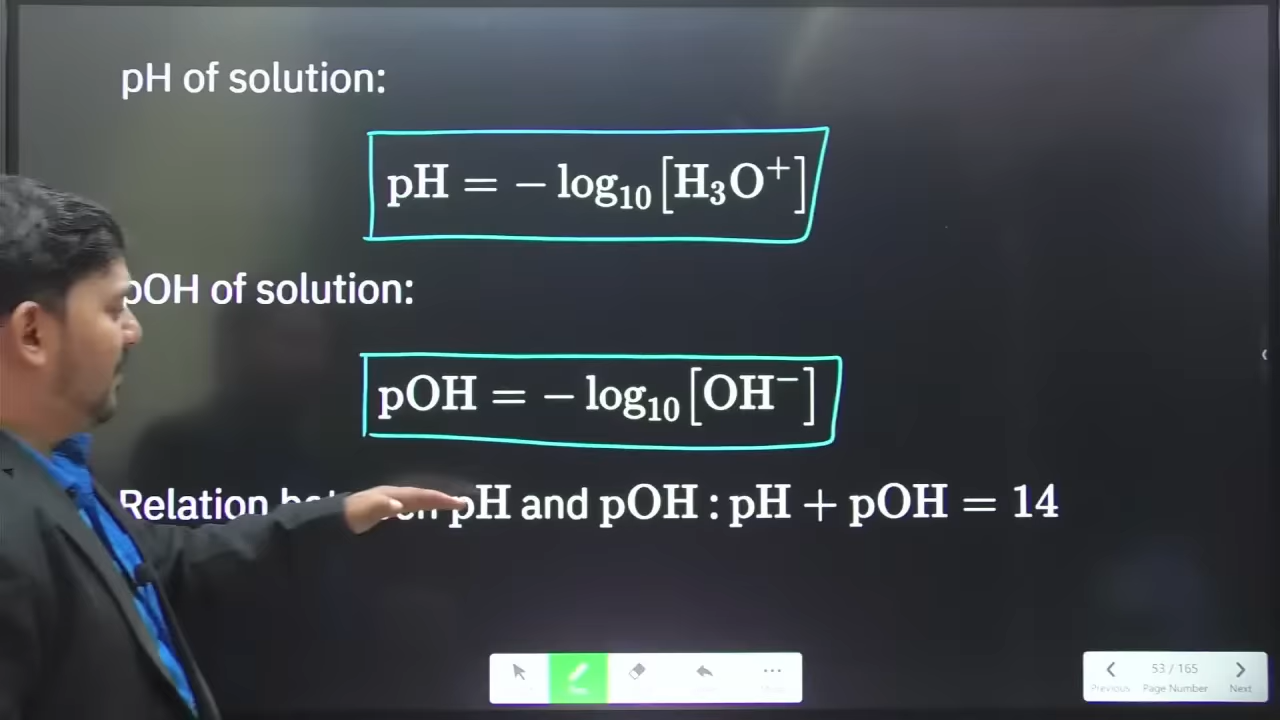 pH of solution:
pH = − log₁₀ [H₃O⁺]
pOH of solution:
pOH = − log₁₀ [OH⁻]
Relation pH and pOH : pH + pOH = 14
53 / 165
Previous Page Number Next